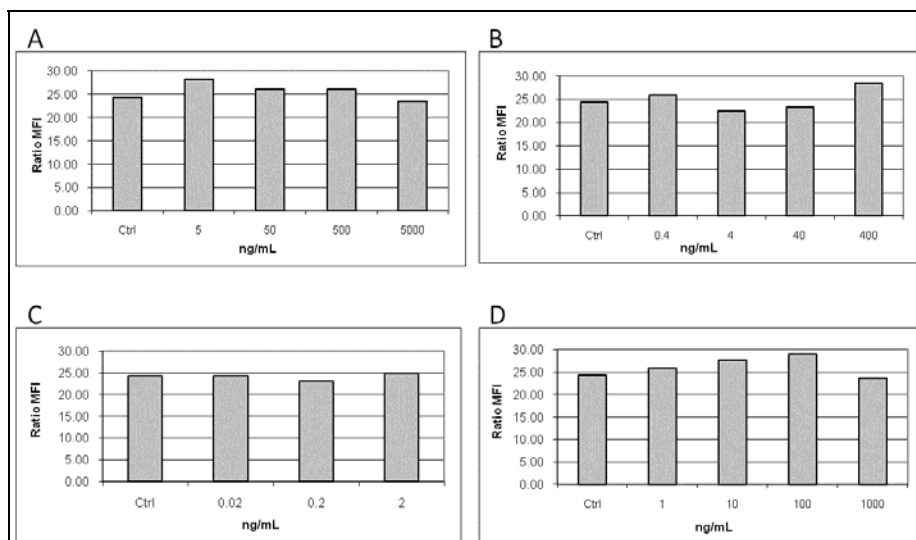 A
30.00
25.00
20.00
15.00
10.00
5.00
0.00
Ratio MFI
Ctrl 5 50 500 5000
ng/mL
B
30.00
25.00
20.00
15.00
10.00
5.00
0.00
Ratio MFI
Ctrl 0.4 4 40 400
ng/mL
C
30.00
25.00
20.00
15.00
10.00
5.00
0.00
Ratio MFI
Ctrl 0.02 0.2 2
ng/mL
D
30.00
25.00
20.00
15.00
10.00
5.00
0.00
Ratio MFI
Ctrl 1 10 100 1000
ng/mL